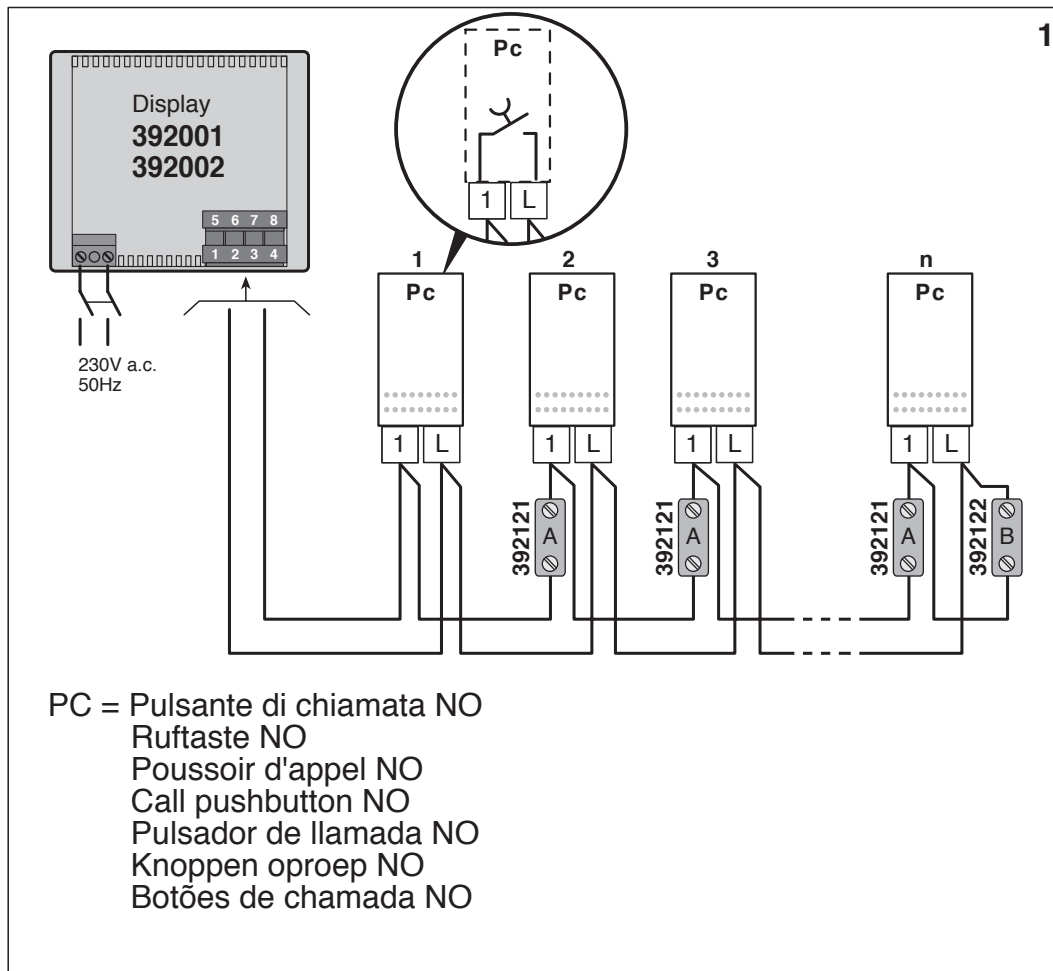 1
Pc
1 L
Display
392001
392002
5 6 7 8
1 2 3 4
230V a.c.
50Hz
1 2 3 n
Pc Pc Pc Pc
1 L 1 L 1 L 1 L
392121 A 392121 A 392121 A 392122 B
PC = Pulsante di chiamata NO
Ruftaste NO
Poussoir d'appel NO
Call pushbutton NO
Pulsador de llamada NO
Knoppen oproep NO
Botões de chamada NO